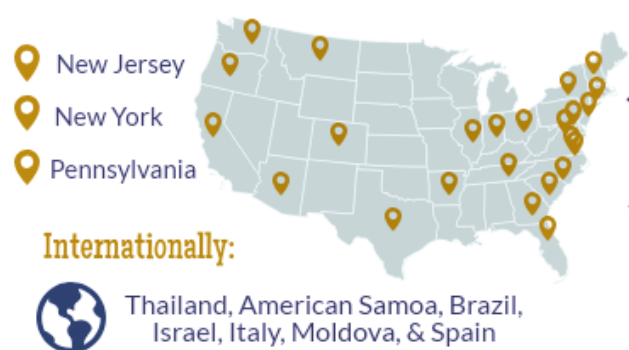 New Jersey
New York
Pennsylvania
Internationally:
Thailand, American Samoa, Brazil,
Israel, Italy, Moldova, & Spain